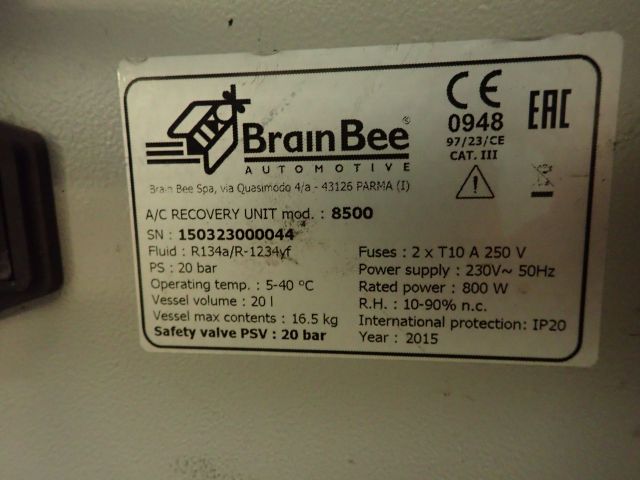 BrainBee®
AUTOMOTIVE
Brain Bee Spa, via Quasimodo 4/a - 43126 PARMA (I)
CE
0948
97/23/CE
CAT. III
EAC
A/C RECOVERY UNIT mod. : 8500
SN : 150323000044
Fluid : R134a/R-1234yf
PS : 20 bar
Operating temp. : 5-40 °C
Vessel volume : 20 l
Vessel max contents : 16.5 kg
Safety valve PSV : 20 bar
Fuses : 2 x T10 A 250 V
Power supply : 230V~ 50Hz
Rated power : 800 W
R.H. : 10-90% n.c.
International protection: IP20
Year : 2015